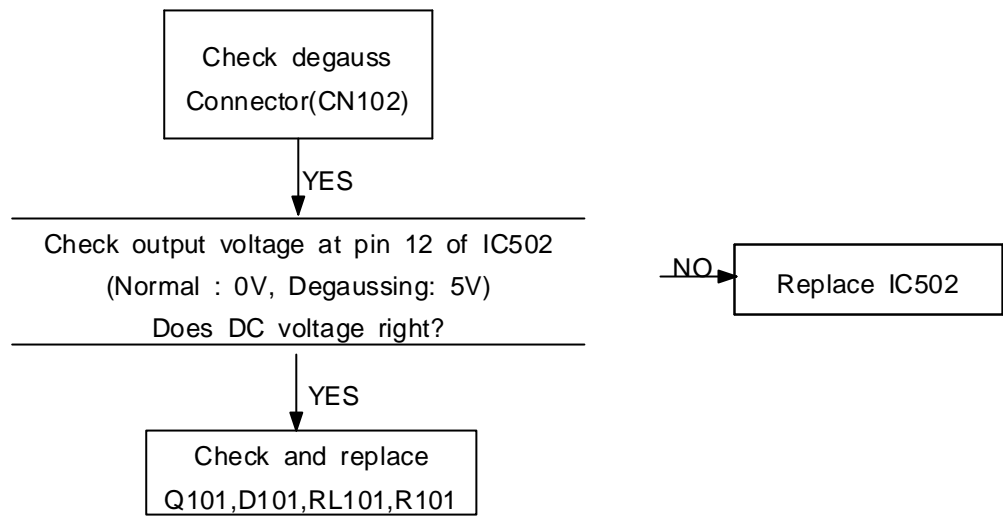 Check degauss
Connector(CN102)
YES
Check output voltage at pin 12 of IC502
(Normal : 0V, Degaussing: 5V)
Does DC voltage right?
NO
Replace IC502
YES
Check and replace
Q101,D101,RL101,R101